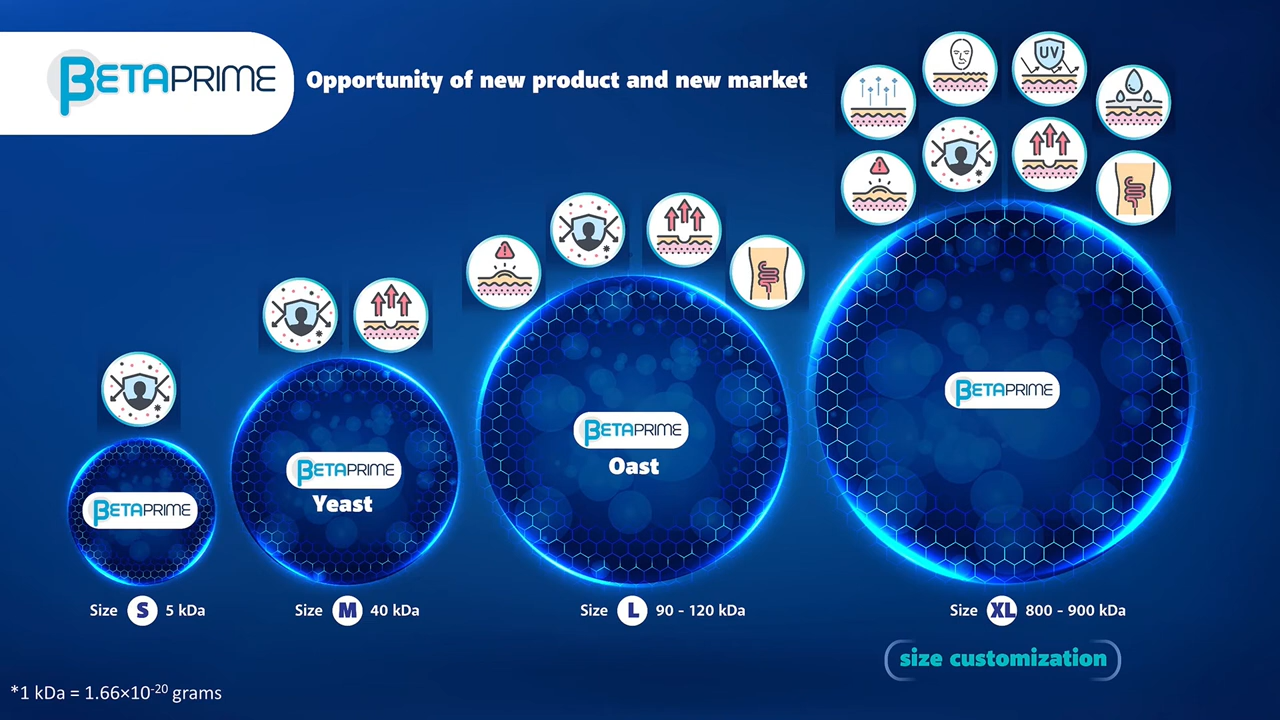 BETAPRIME
Opportunity of new product and new market
UV
BETAPRIME
BETAPRIME
Yeast
BETAPRIME
Oast
BETAPRIME
Size S 5 kDa
Size M 40 kDa
Size L 90 - 120 kDa
Size XL 800 - 900 kDa
size customization
*1 kDa = 1.66×10⁻²⁰ grams